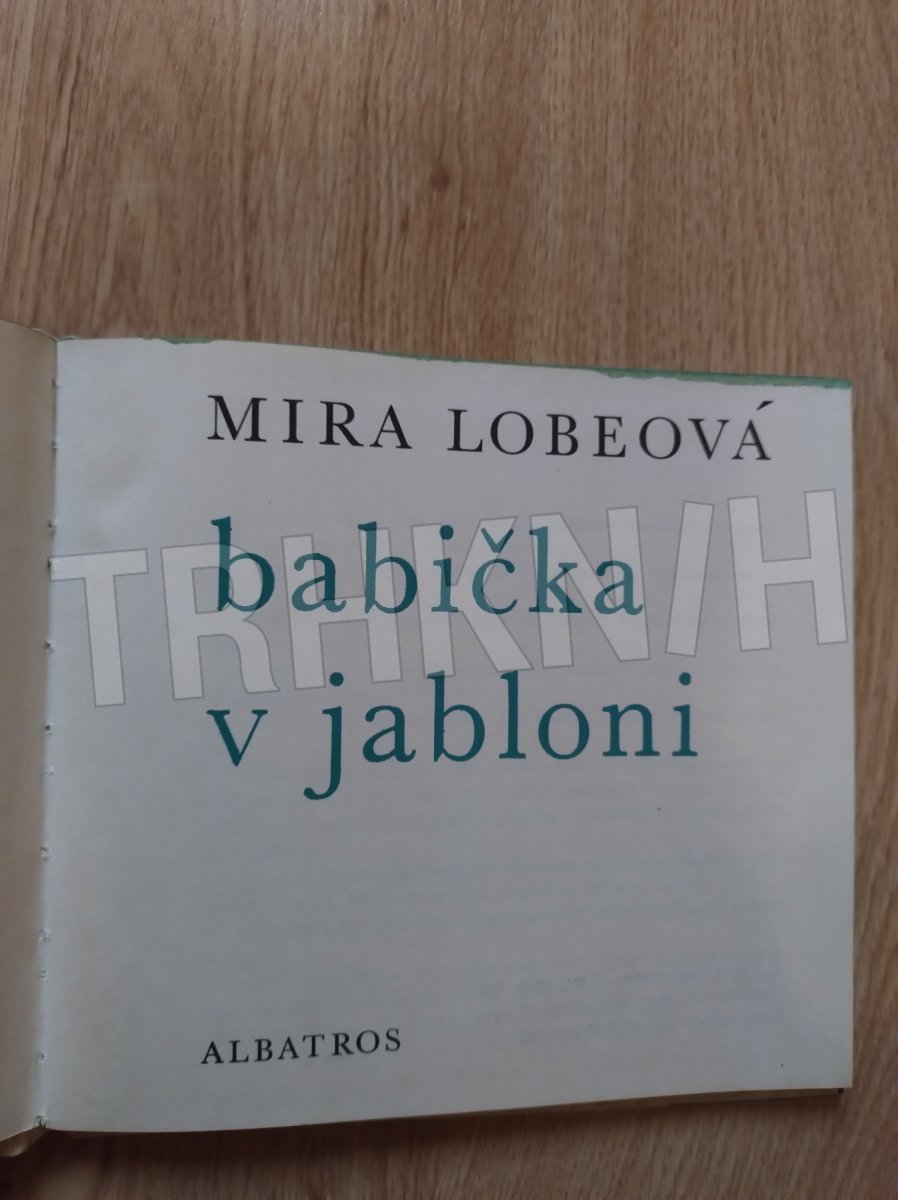 MIRA LOBEOVÁ
babička
TRHKNIH
v jabloni
ALBATROS